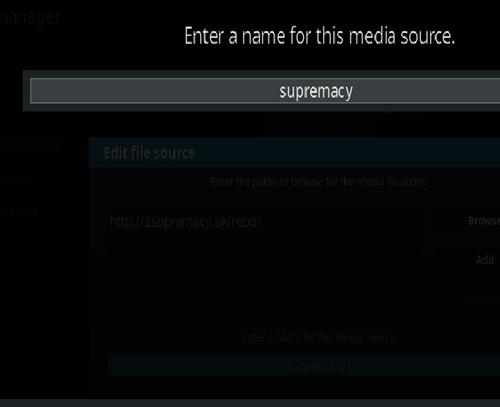 manager
Enter a name for this media source.
supremacy
Edit file source
Enter the paths or browse for the media locations.
http://2supremacy.uk/repo/
Browse
Add
Enter a name for this media source.
supremacy